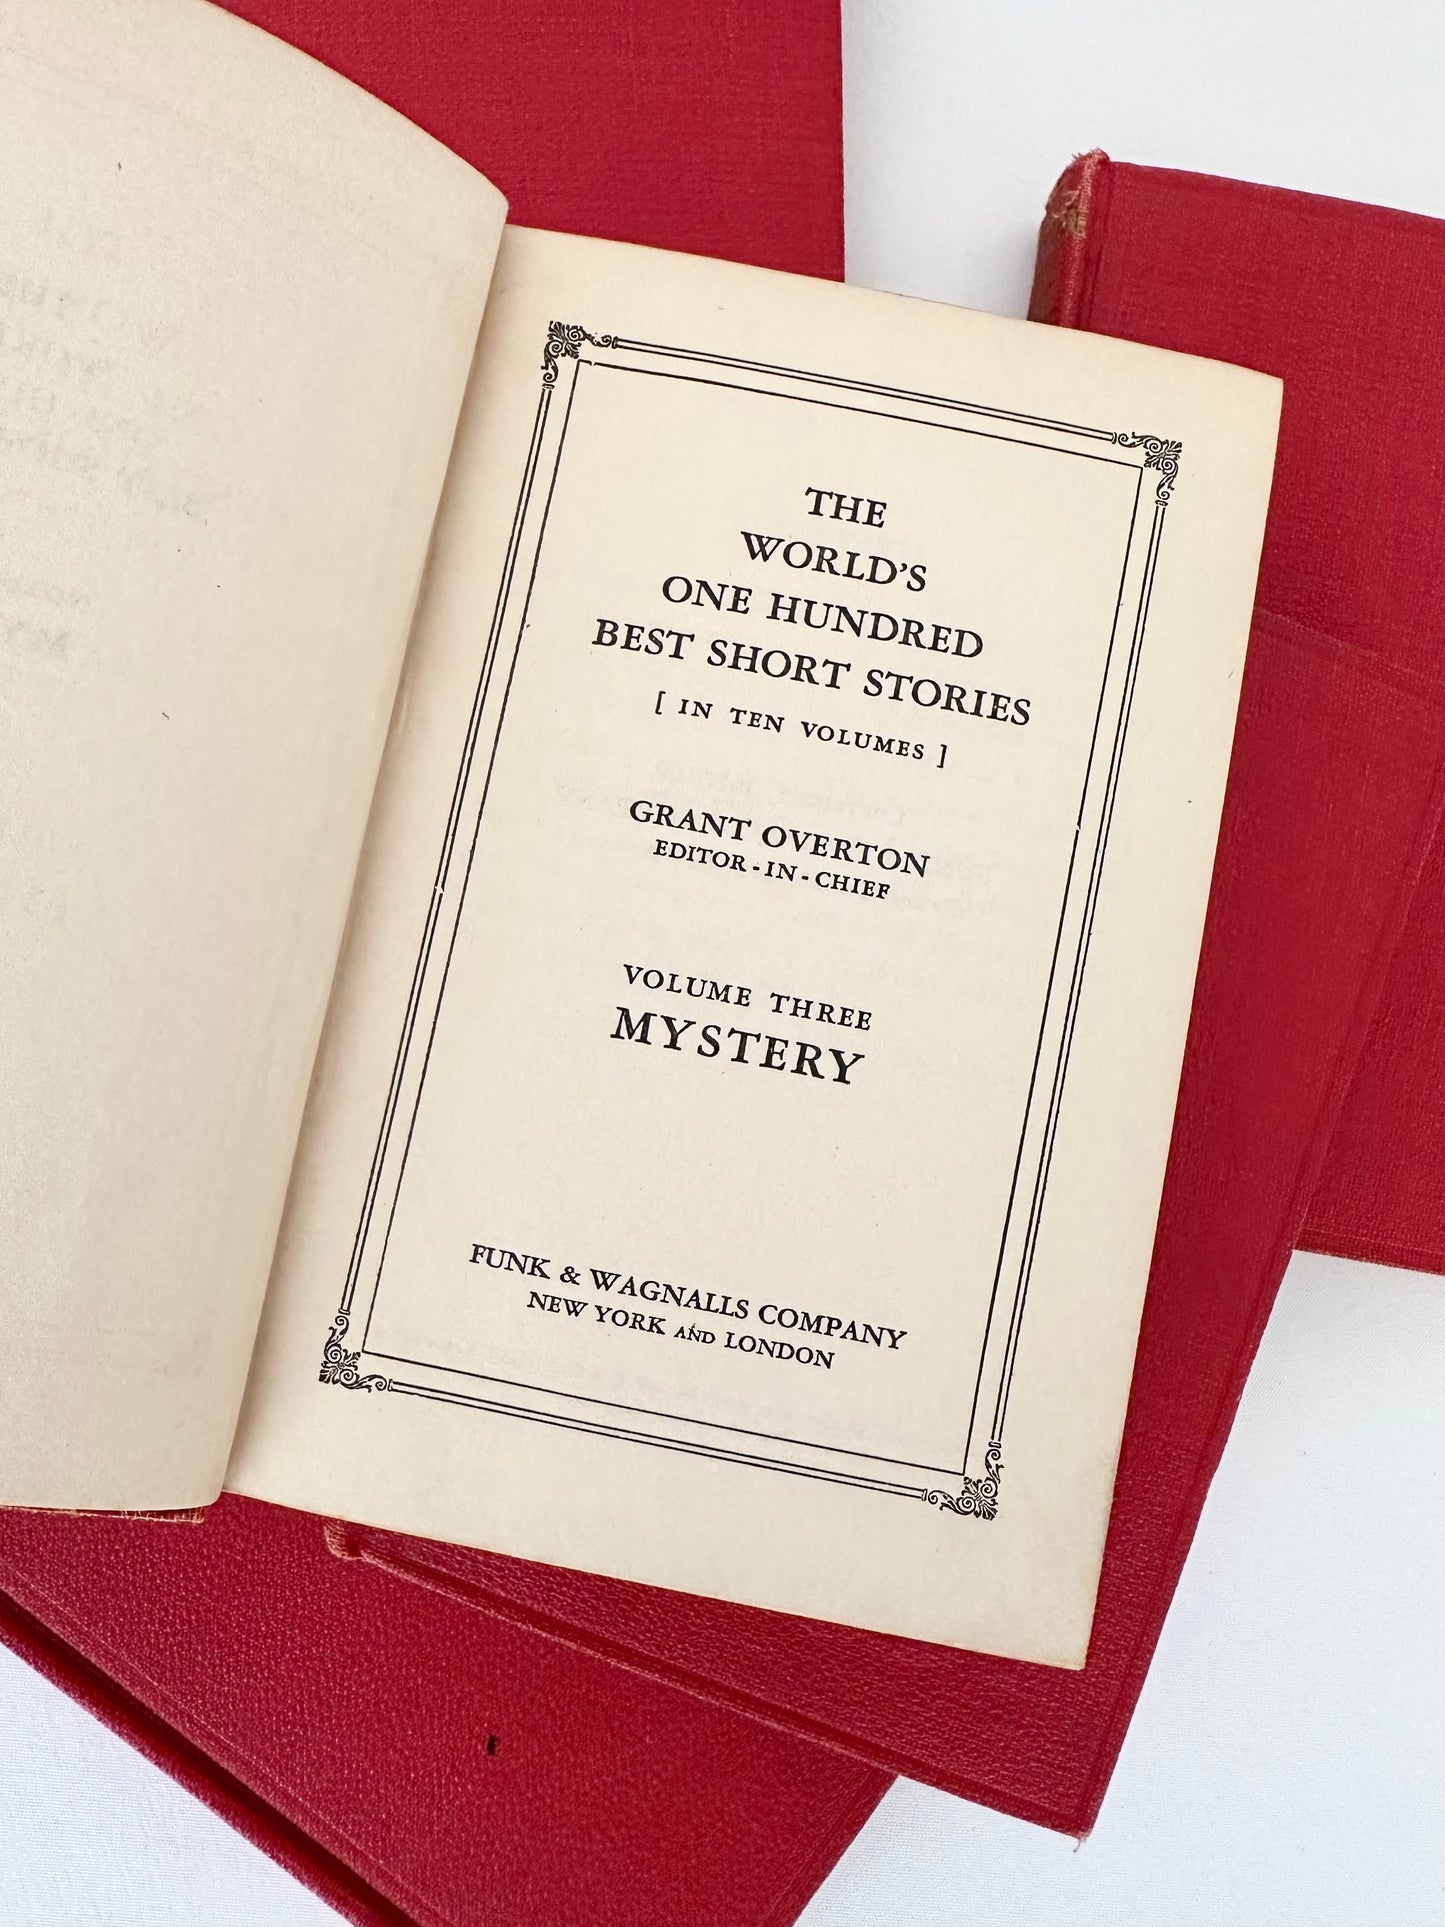 THE
WORLD'S
ONE HUNDRED
BEST SHORT STORIES
[ IN TEN VOLUMES ]
GRANT OVERTON
EDITOR-IN-CHIEF
VOLUME THREE
MYSTERY
FUNK & WAGNALLS COMPANY
NEW YORK AND LONDON